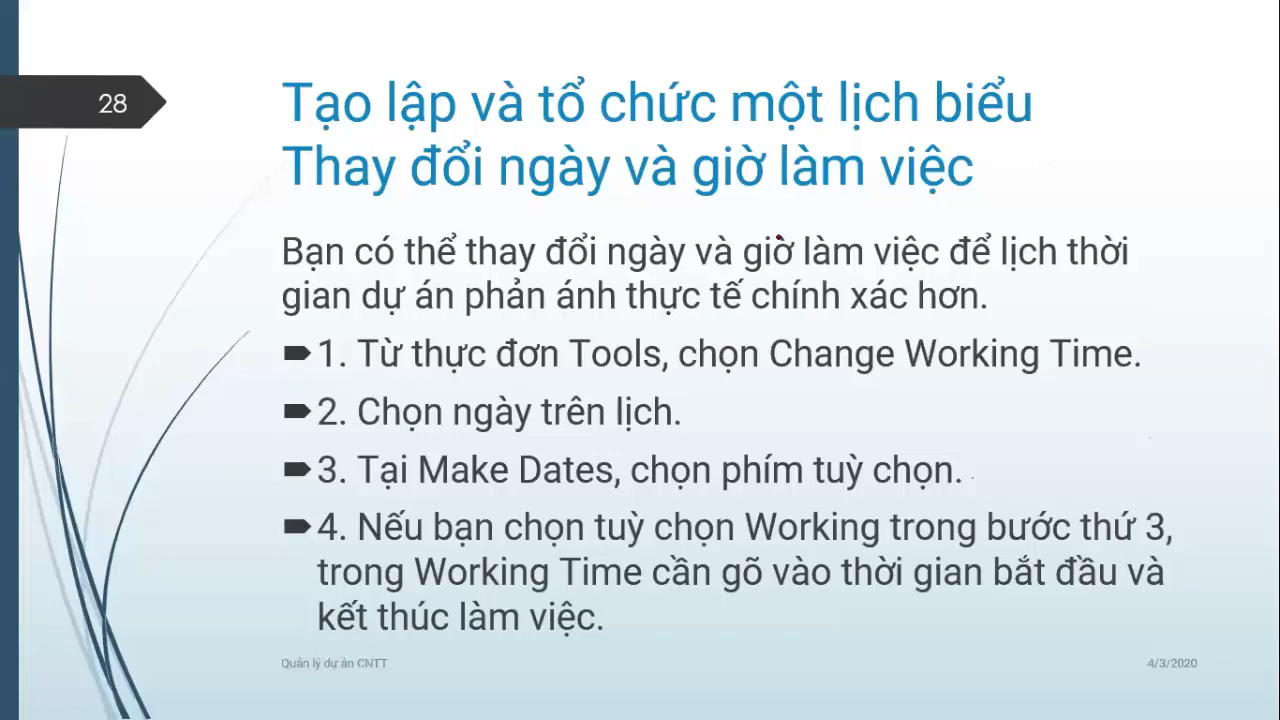 28
Tạo lập và tổ chức một lịch biểu
Thay đổi ngày và giờ làm việc
Bạn có thể thay đổi ngày và giờ làm việc để lịch thời
gian dự án phản ánh thực tế chính xác hơn.
1. Từ thực đơn Tools, chọn Change Working Time.
2. Chọn ngày trên lịch.
3. Tại Make Dates, chọn phím tuỳ chọn.
4. Nếu bạn chọn tuỳ chọn Working trong bước thứ 3,
trong Working Time cần gõ vào thời gian bắt đầu và
kết thúc làm việc.
Quản lý dự án CNTT
4/3/2020